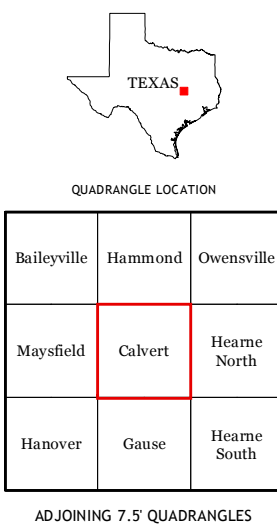 TEXAS
QUADRANGLE LOCATION
Baileyville Hammond Owensville
Maysfield Calvert Hearne North
Hanover Gause Hearne South
ADJOINING 7.5' QUADRANGLES